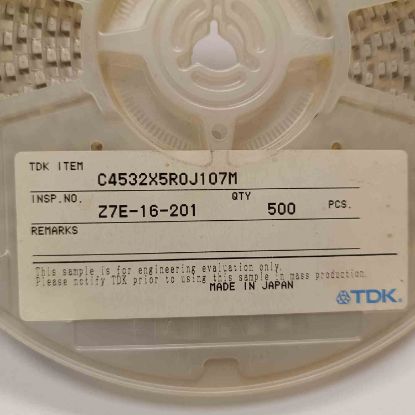 TDK ITEM C4532X5R0J107M
INSP.NO. Z7E-16-201 QTY 500 PCS.
REMARKS
This sample is for engineering evaluation only.
Please notify TDK prior to using this sample in mass production.
MADE IN JAPAN
TDK